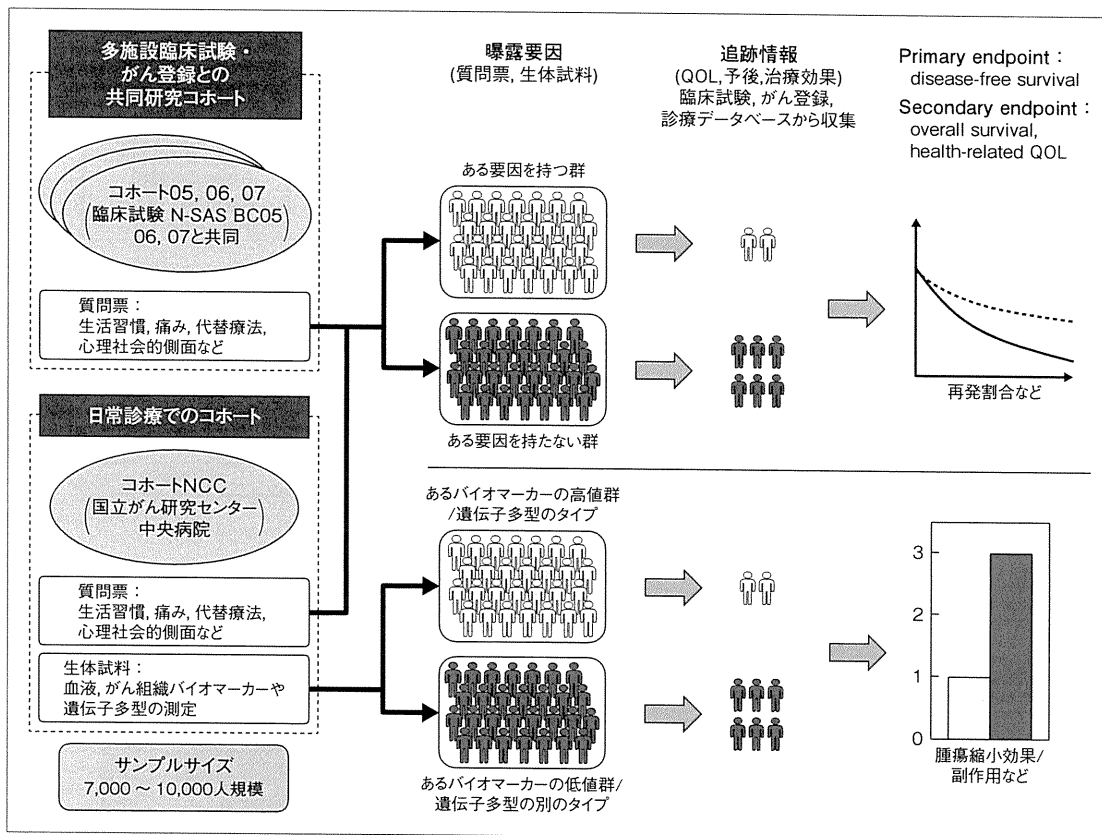 多施設臨床試験・
がん登録との
共同研究コホート
コホート05, 06, 07
(臨床試験 N-SAS BC05
06, 07と共同)
質問票：
生活習慣, 痛み, 代替療法,
心理社会的側面など
日常診療でのコホート
コホートNCC
(国立がん研究センター
中央病院)
質問票：
生活習慣, 痛み, 代替療法,
心理社会的側面など
生体試料：
血液, がん組織バイオマーカーや
遺伝子多型の測定
サンプルサイズ
7,000 ～ 10,000人規模
曝露要因
(質問票, 生体試料)
ある要因を持つ群
ある要因を持たない群
あるバイオマーカーの高値群
/遺伝子多型のタイプ
あるバイオマーカーの低値群/
遺伝子多型の別のタイプ
追跡情報
(QOL, 予後, 治療効果)
臨床試験, がん登録,
診療データベースから収集
Primary endpoint：
disease-free survival
Secondary endpoint：
overall survival,
health-related QOL
再発割合など
3
2
1
0
腫瘍縮小効果/
副作用など